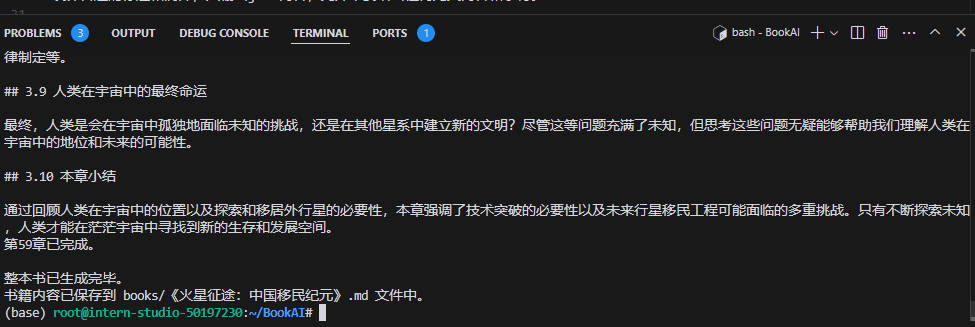 PROBLEMS 3 OUTPUT DEBUG CONSOLE TERMINAL PORTS 1 bash - BookAI
律制定等。
## 3.9 人类在宇宙中的最终命运
最终，人类是会在宇宙中孤独地面临未知的挑战，还是在其他星系中建立新的文明？尽管这等问题充满了未知，但思考这些问题无疑能够帮助我们理解人类在
宇宙中的地位和未来的可能性。
## 3.10 本章小结
通过回顾人类在宇宙中的位置以及探索和移居外行星的必要性，本章强调了技术突破的必要性以及未来行星移民工程可能面临的多重挑战。只有不断探索未知
，人类才能在茫茫宇宙中寻找到新的生存和发展空间。
第59章已完成。
整本书已生成完毕。
书籍内容已保存到 books/《火星征途：中国移民纪元》.md 文件中。
(base) root@intern-studio-50197230:~/BookAI#